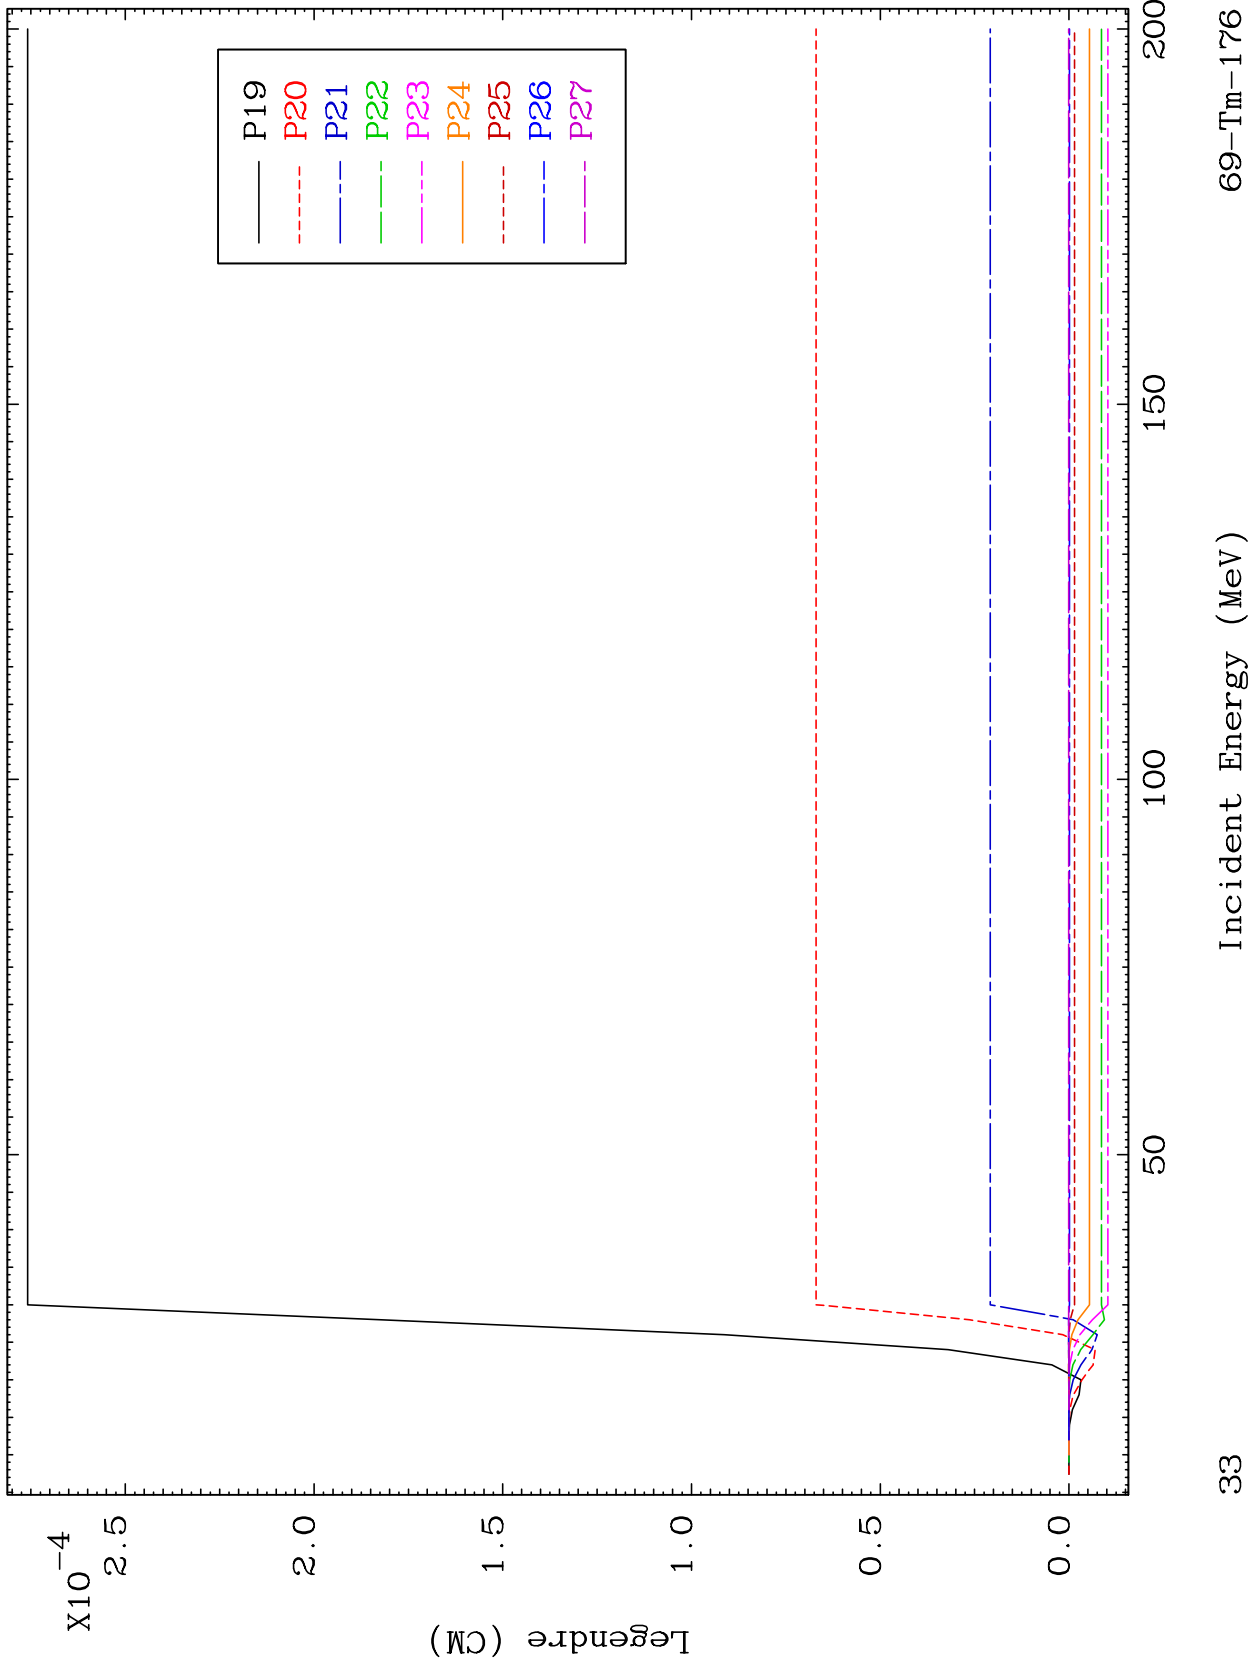 X10-4
Legendre (CM)
2.5
2.0
1.5
1.0
0.5
0.0
P19
P20
P21
P22
P23
P24
P25
P26
P27
50
100
150
200
33
Incident Energy (MeV)
69-Tm-176